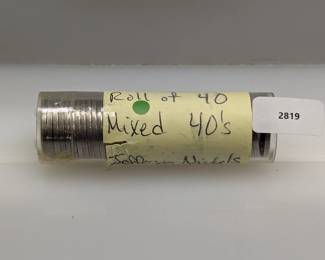 Roll of 40
Mixed 40's
Jefferson Nickels
2819